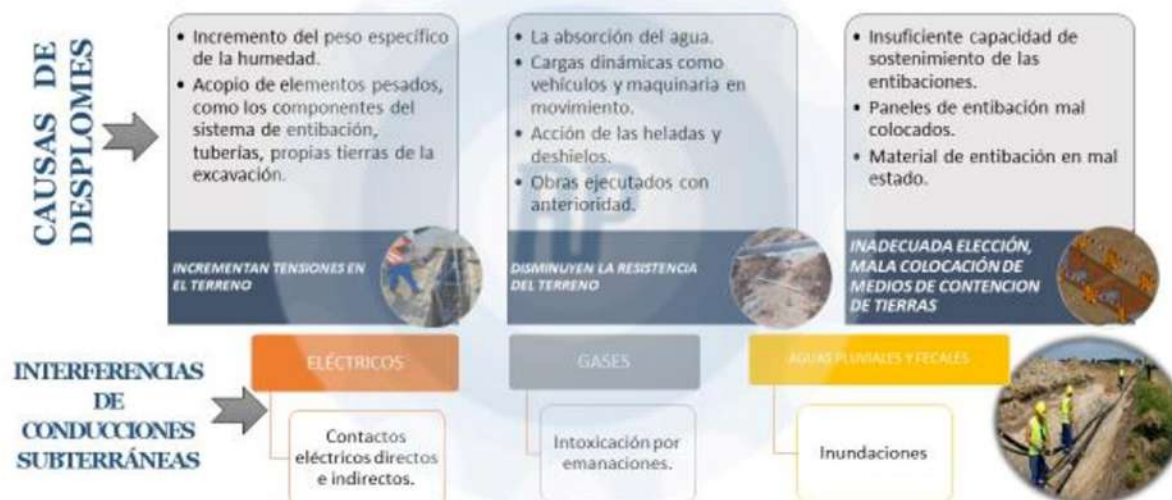 CAUSAS DE
DESPLOMES
• Incremento del peso específico
de la humedad.
• Acopio de elementos pesados,
como los componentes del
sistema de entibación,
tuberías, propias tierras de la
excavación.
INCREMENTAN TENSIONES EN
EL TERRENO
• La absorción del agua.
• Cargas dinámicas como
vehículos y maquinaria en
movimiento.
• Acción de las heladas y
deshielos.
• Obras ejecutados con
anterioridad.
DISMINUYEN LA RESISTENCIA
DEL TERRENO
• Insuficiente capacidad de
sostenimiento de las
entibaciones.
• Paneles de entibación mal
colocados.
• Material de entibación en mal
estado.
INADECUADA ELECCIÓN,
MALA COLOCACIÓN DE
MEDIOS DE CONTENCION
DE TIERRAS
INTERFERENCIAS
DE
CONDUCCIONES
SUBTERRÁNEAS
ELÉCTRICOS
Contactos
eléctricos directos
e indirectos.
GASES
Intoxicación por
emanaciones.
AGUAS PLUVIALES Y FECALES
Inundaciones